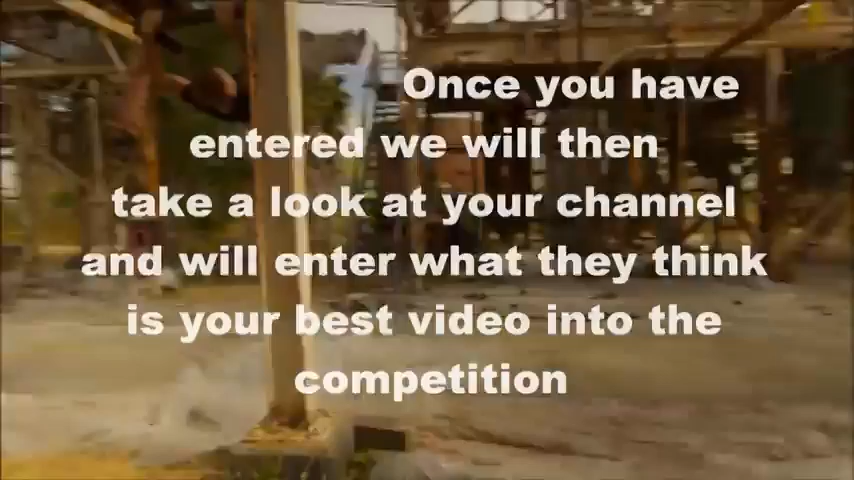 Once you have
entered we will then
take a look at your channel
and will enter what they think
is your best video into the
competition